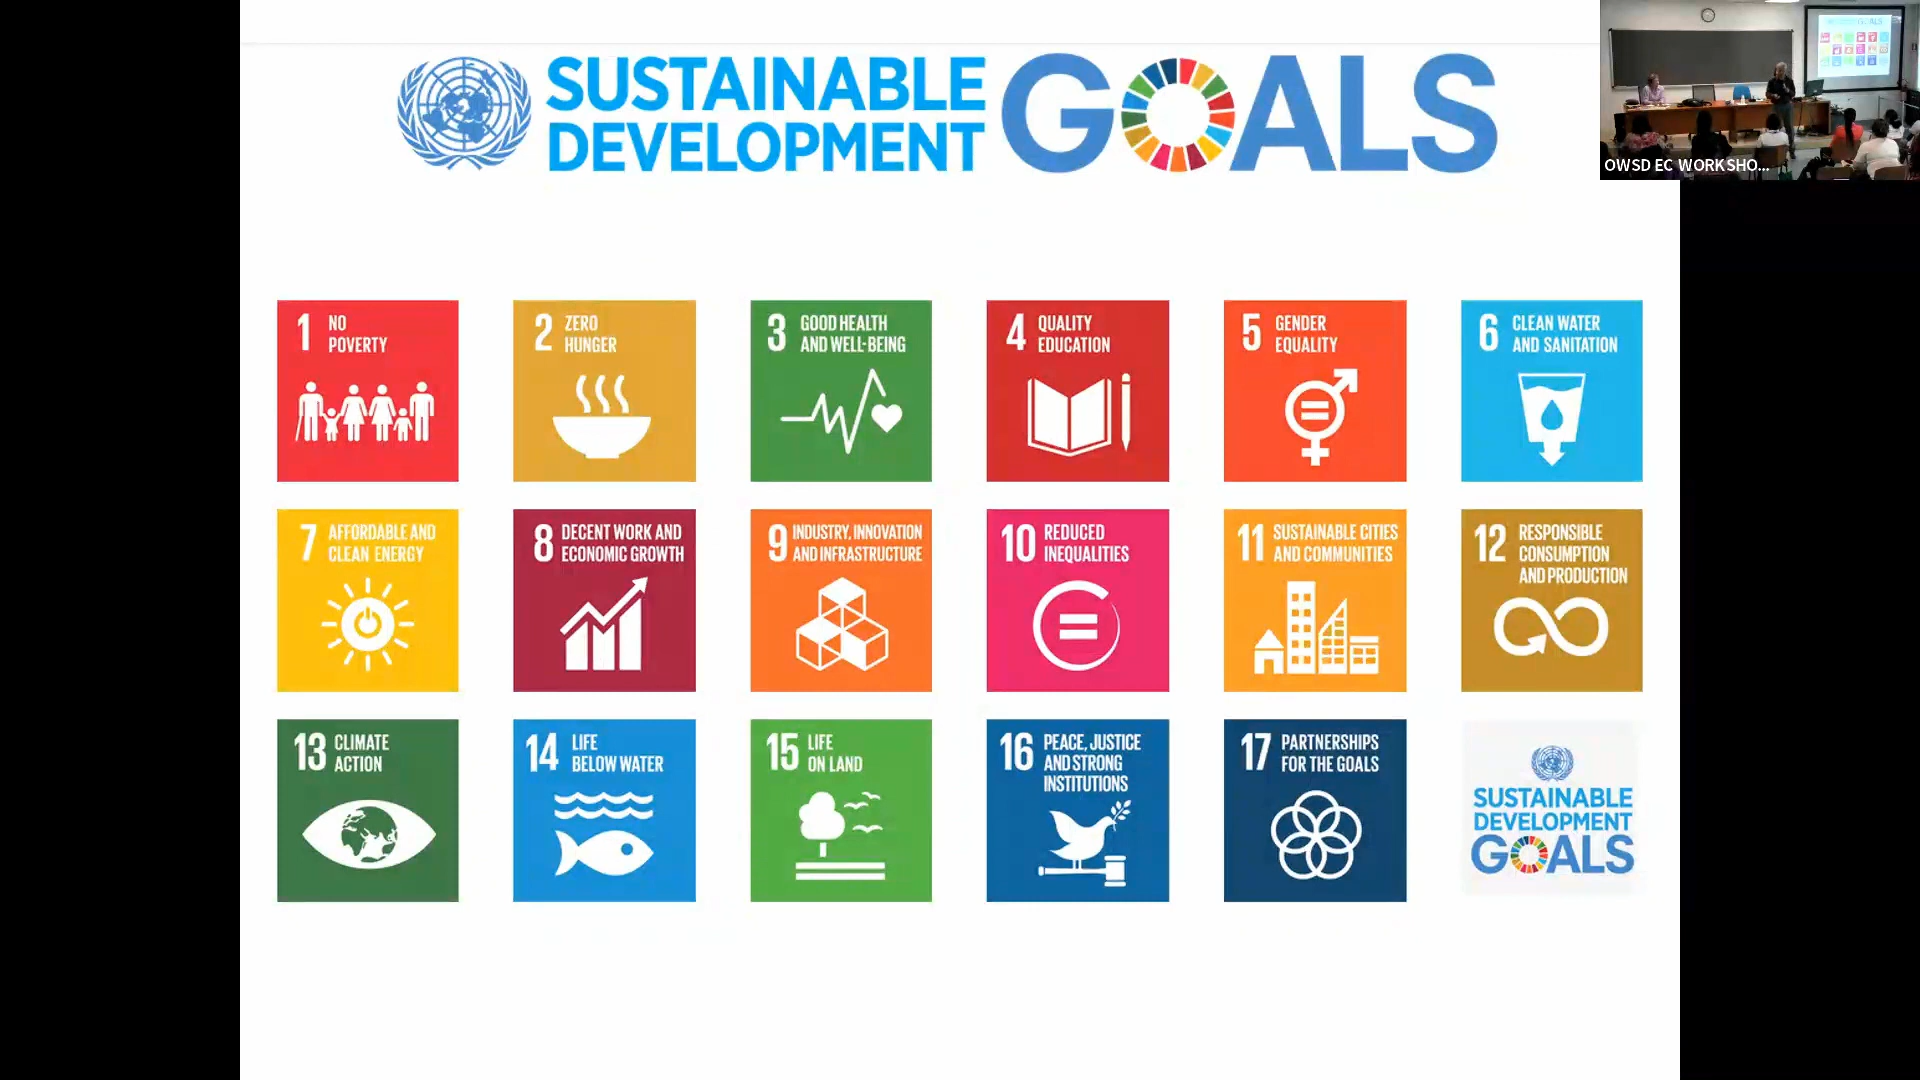 SUSTAINABLE
DEVELOPMENT
GOALS
OWSD EC WORKSHO...
1 NO
POVERTY
2 ZERO
HUNGER
3 GOOD HEALTH
AND WELL-BEING
4 QUALITY
EDUCATION
5 GENDER
EQUALITY
6 CLEAN WATER
AND SANITATION
7 AFFORDABLE AND
CLEAN ENERGY
8 DECENT WORK AND
ECONOMIC GROWTH
9 INDUSTRY, INNOVATION
AND INFRASTRUCTURE
10 REDUCED
INEQUALITIES
11 SUSTAINABLE CITIES
AND COMMUNITIES
12 RESPONSIBLE
CONSUMPTION
AND PRODUCTION
13 CLIMATE
ACTION
14 LIFE
BELOW WATER
15 LIFE
ON LAND
16 PEACE, JUSTICE
AND STRONG
INSTITUTIONS
17 PARTNERSHIPS
FOR THE GOALS
SUSTAINABLE
DEVELOPMENT
GOALS